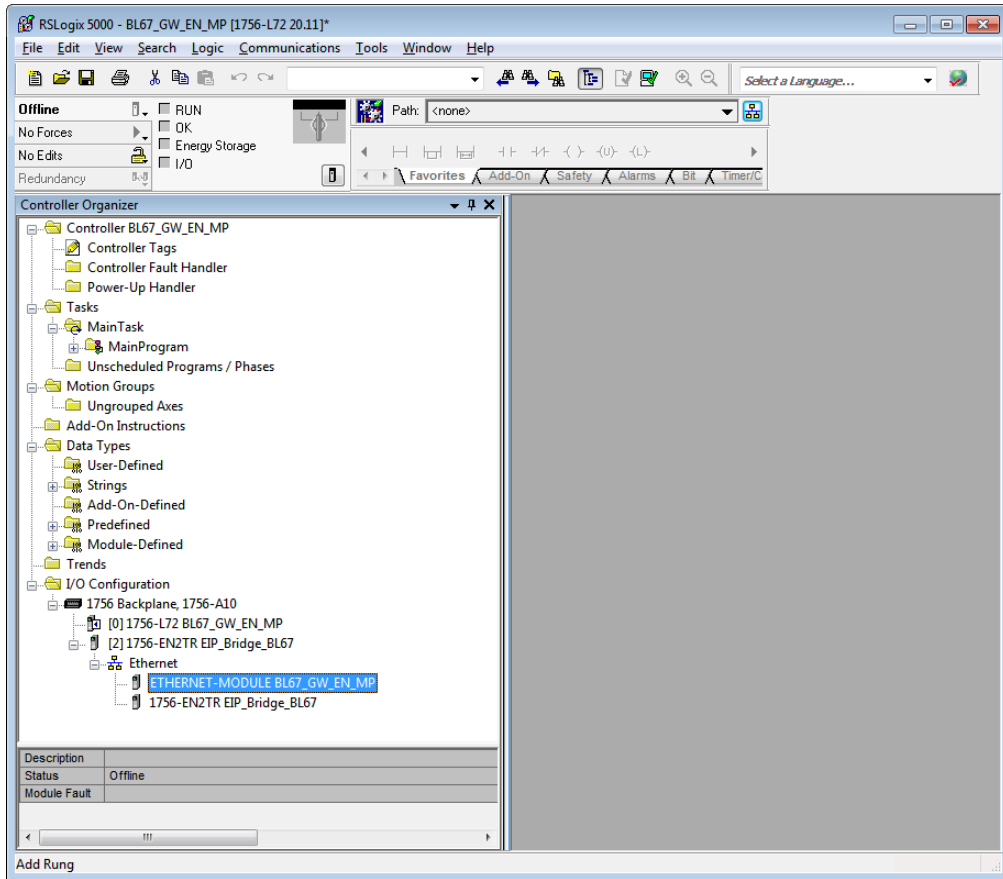 RSLogix 5000 - BL67_GW_EN_MP [1756-L72 20.11]*
File Edit View Search Logic Communications Tools Window Help
Select a Language...
Offline
RUN
No Forces
OK
No Edits
Energy Storage
Redundancy
I/O
Path: <none>
Favorites Add-On Safety Alarms Bit Timer/C
Controller Organizer
Controller BL67_GW_EN_MP
Controller Tags
Controller Fault Handler
Power-Up Handler
Tasks
MainTask
MainProgram
Unscheduled Programs / Phases
Motion Groups
Ungrouped Axes
Add-On Instructions
Data Types
User-Defined
Strings
Add-On-Defined
Predefined
Module-Defined
Trends
I/O Configuration
1756 Backplane, 1756-A10
[0] 1756-L72 BL67_GW_EN_MP
[2] 1756-EN2TR EIP_Bridge_BL67
Ethernet
ETHERNET-MODULE BL67_GW_EN_MP
1756-EN2TR EIP_Bridge_BL67
Description
Status Offline
Module Fault
Add Rung